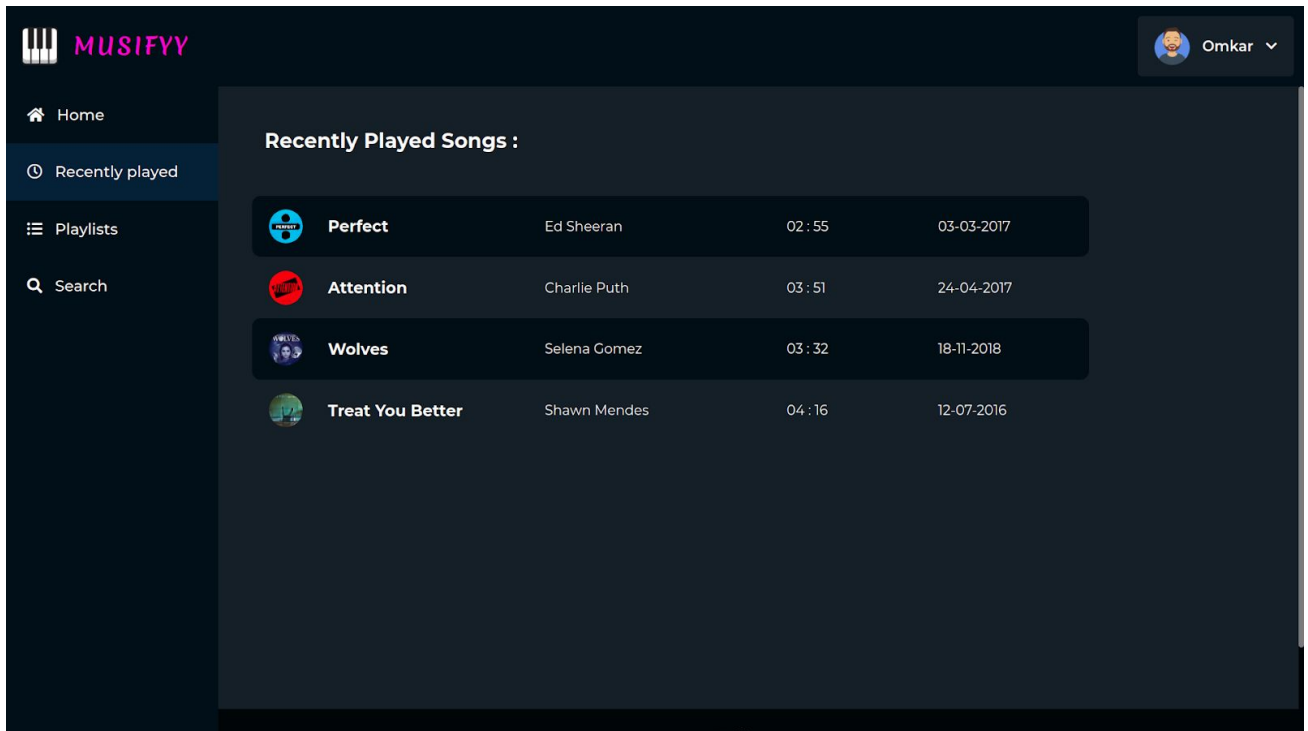 MUSIFYY
Omkar
Home
Recently played
Playlists
Search
Recently Played Songs :
Perfect Ed Sheeran 02 : 55 03-03-2017
Attention Charlie Puth 03 : 51 24-04-2017
WOLVES
Wolves Selena Gomez 03 : 32 18-11-2018
Treat You Better Shawn Mendes 04 : 16 12-07-2016